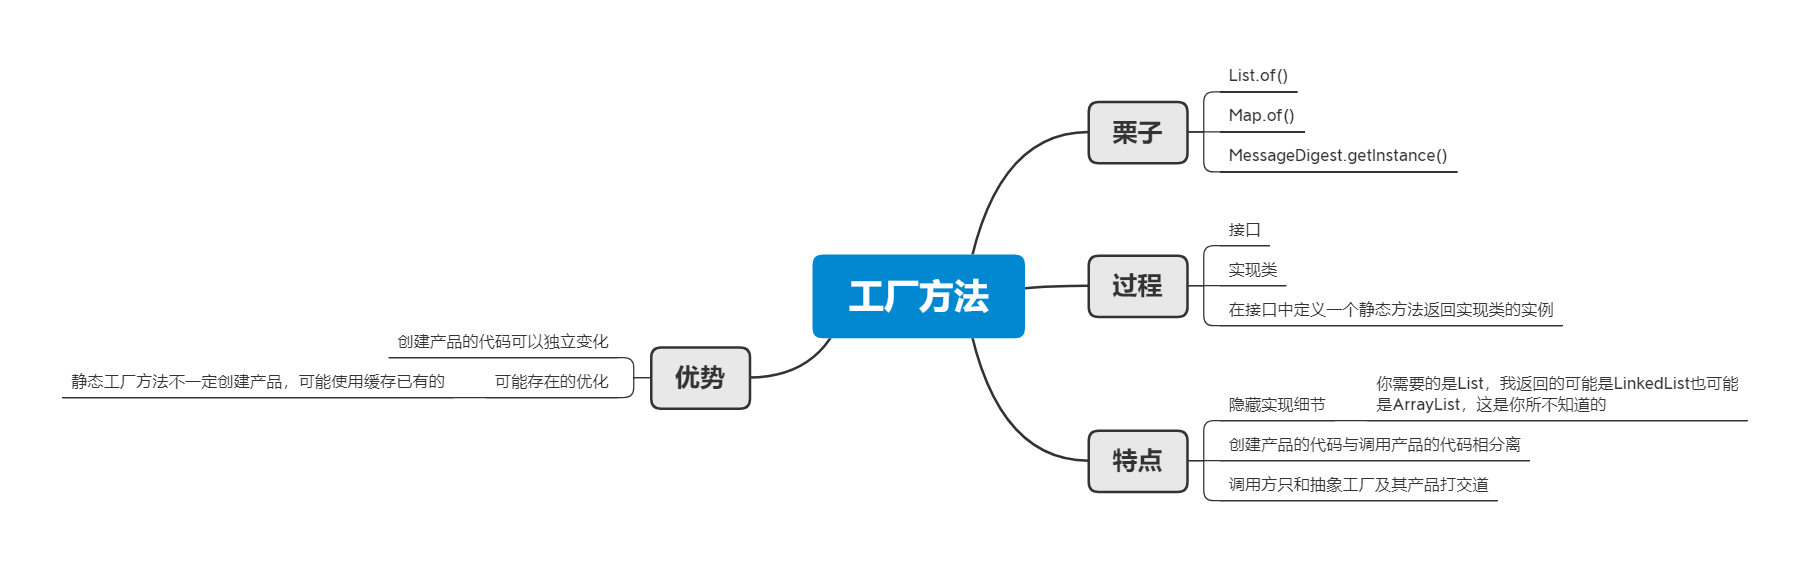 工厂方法
栗子
List.of()
Map.of()
MessageDigest.getInstance()
过程
接口
实现类
在接口中定义一个静态方法返回实现类的实例
特点
隐藏实现细节
你需要的是List，我返回的可能是LinkedList也可能
是ArrayList，这是你所不知道的
创建产品的代码与调用产品的代码相分离
调用方只和抽象工厂及其产品打交道
优势
创建产品的代码可以独立变化
可能存在的优化
静态工厂方法不一定创建产品，可能使用缓存已有的